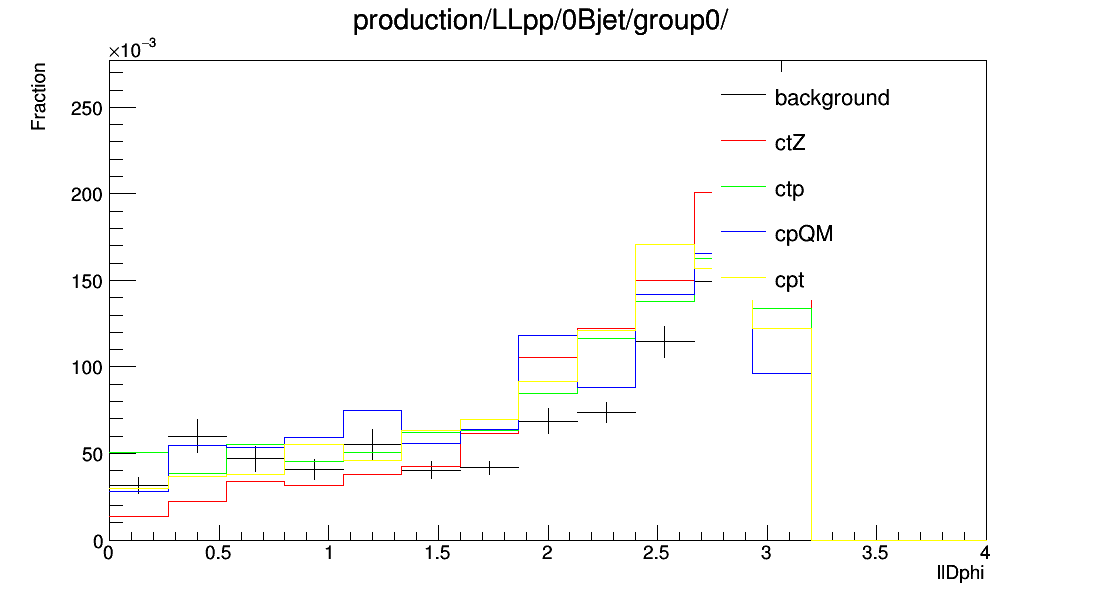 production/LLpp/0Bjet/group0/
×10⁻³
Fraction
250
200
150
100
50
0
background
ctZ
ctp
cpQM
cpt
0 0.5 1 1.5 2 2.5 3 3.5 4
llDphi